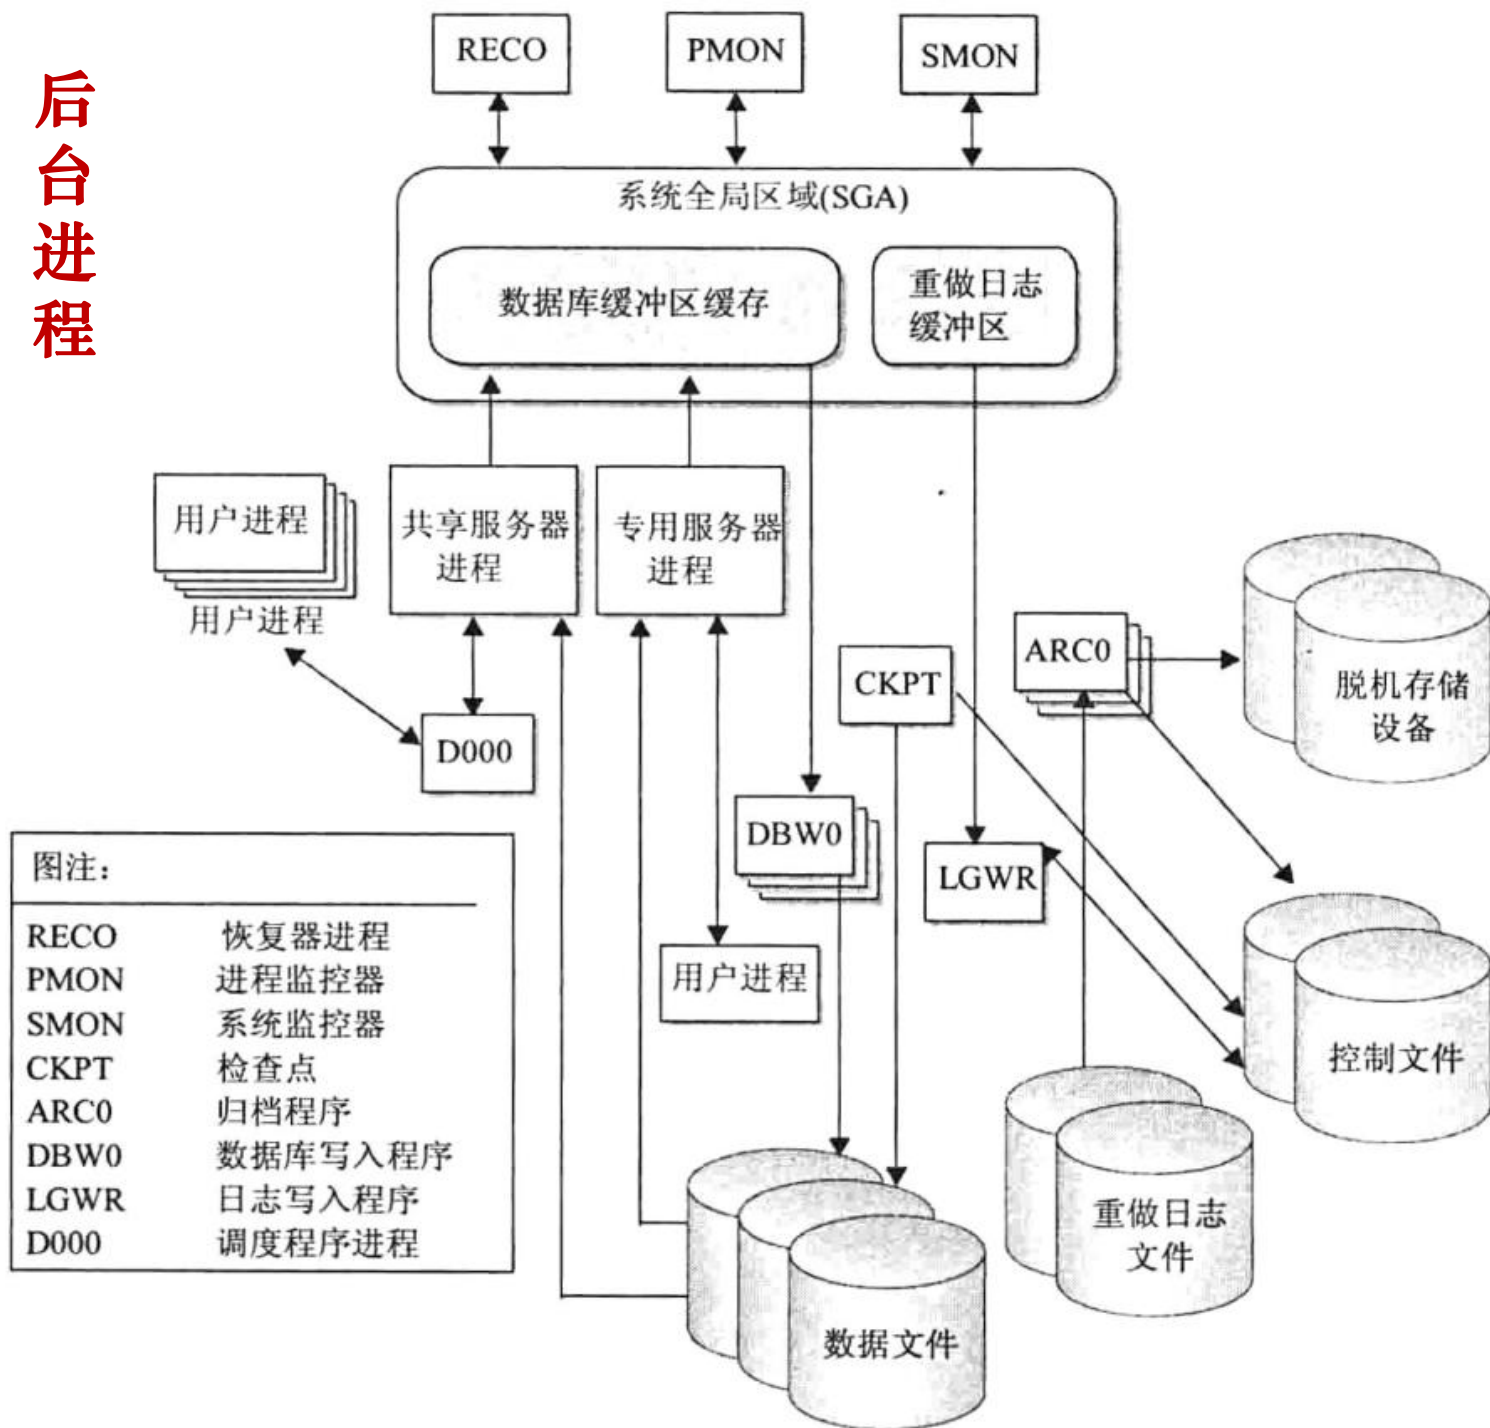 后台进程
RECO
PMON
SMON
系统全局区域(SGA)
数据库缓冲区缓存
重做日志
缓冲区
用户进程
用户进程
共享服务器
进程
专用服务器
进程
D000
CKPT
ARC0
脱机存储
设备
DBW0
LGWR
用户进程
控制文件
重做日志
文件
数据文件
图注：
RECO 恢复器进程
PMON 进程监控器
SMON 系统监控器
CKPT 检查点
ARC0 归档程序
DBW0 数据库写入程序
LGWR 日志写入程序
D000 调度程序进程